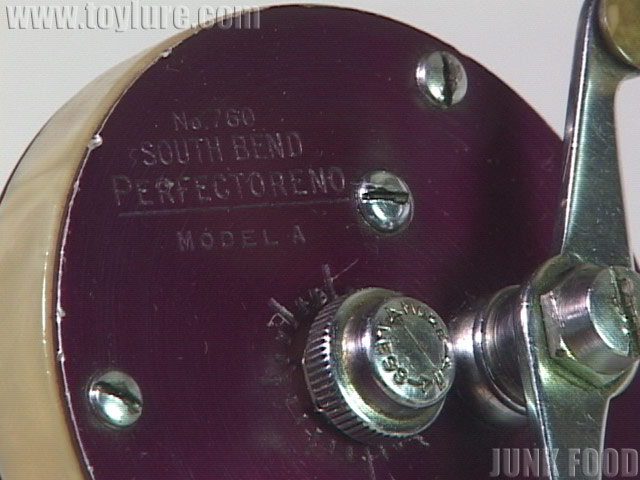 www.toylure.com
No.760
SOUTH BEND
PERFECTORENO
MODEL A
JUNK FOOD